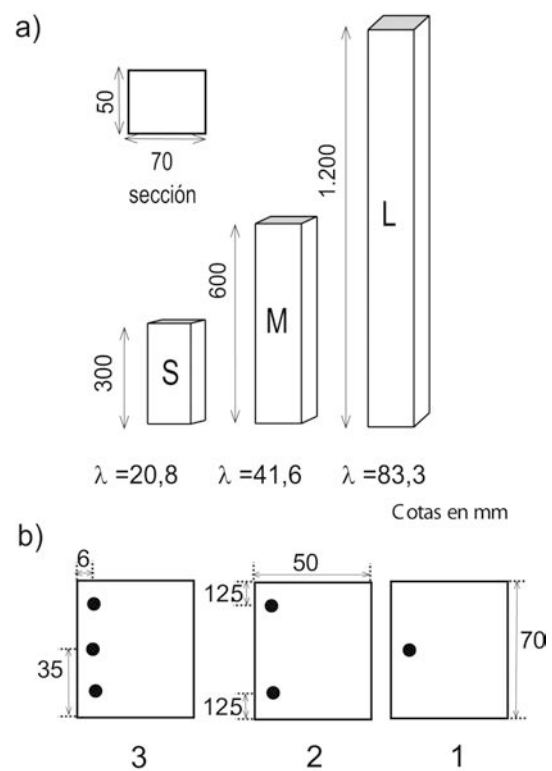 a)
50
70
sección
300
S
600
M
1.200
L
λ =20,8
λ =41,6
λ =83,3
Cotas en mm
b)
6
35
3
50
125
125
2
70
1